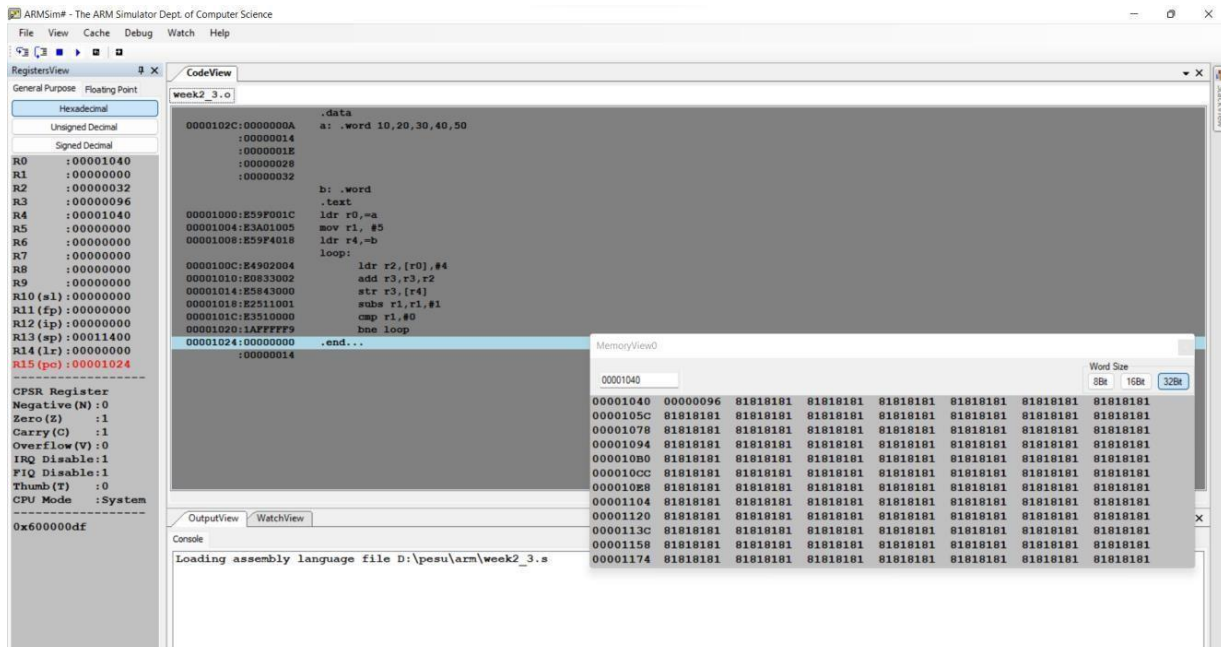 ARMSim# - The ARM Simulator Dept. of Computer Science
File View Cache Debug Watch Help
RegistersView
General Purpose Floating Point
Hexadecimal
Unsigned Decimal
Signed Decimal
R0 :00001040
R1 :00000000
R2 :00000032
R3 :00000096
R4 :00001040
R5 :00000000
R6 :00000000
R7 :00000000
R8 :00000000
R9 :00000000
R10(sl):00000000
R11(fp):00000000
R12(ip):00000000
R13(sp):00011400
R14(lr):00000000
R15(pc):00001024
CPSR Register
Negative(N):0
Zero(Z) :1
Carry(C) :1
Overflow(V):0
IRQ Disable:1
FIQ Disable:1
Thumb(T) :0
CPU Mode :System
0x600000df
CodeView
week2_3.o
.data
0000102C:0000000A a: .word 10,20,30,40,50
:00000014
:0000001E
:00000028
:00000032
b: .word
.text
00001000:E59F001C ldr r0,=a
00001004:E3A01005 mov r1, #5
00001008:E59F4018 ldr r4,=b
loop:
0000100C:E4902004 ldr r2,[r0],#4
00001010:E0833002 add r3,r3,r2
00001014:E5843000 str r3,[r4]
00001018:E2511001 subs r1,r1,#1
0000101C:E3510000 cmp r1,#0
00001020:1AFFFFF9 bne loop
00001024:00000000 .end...
:00000014
MemoryView0
Word Size
00001040 8Bit 16Bit 32Bit
00001040 00000096 81818181 81818181 81818181 81818181 81818181 81818181
0000105C 81818181 81818181 81818181 81818181 81818181 81818181 81818181
00001078 81818181 81818181 81818181 81818181 81818181 81818181 81818181
00001094 81818181 81818181 81818181 81818181 81818181 81818181 81818181
000010B0 81818181 81818181 81818181 81818181 81818181 81818181 81818181
000010CC 81818181 81818181 81818181 81818181 81818181 81818181 81818181
000010E8 81818181 81818181 81818181 81818181 81818181 81818181 81818181
00001104 81818181 81818181 81818181 81818181 81818181 81818181 81818181
00001120 81818181 81818181 81818181 81818181 81818181 81818181 81818181
0000113C 81818181 81818181 81818181 81818181 81818181 81818181 81818181
00001158 81818181 81818181 81818181 81818181 81818181 81818181 81818181
00001174 81818181 81818181 81818181 81818181 81818181 81818181 81818181
OutputView WatchView
Console
Loading assembly language file D:\pesu\arm\week2_3.s